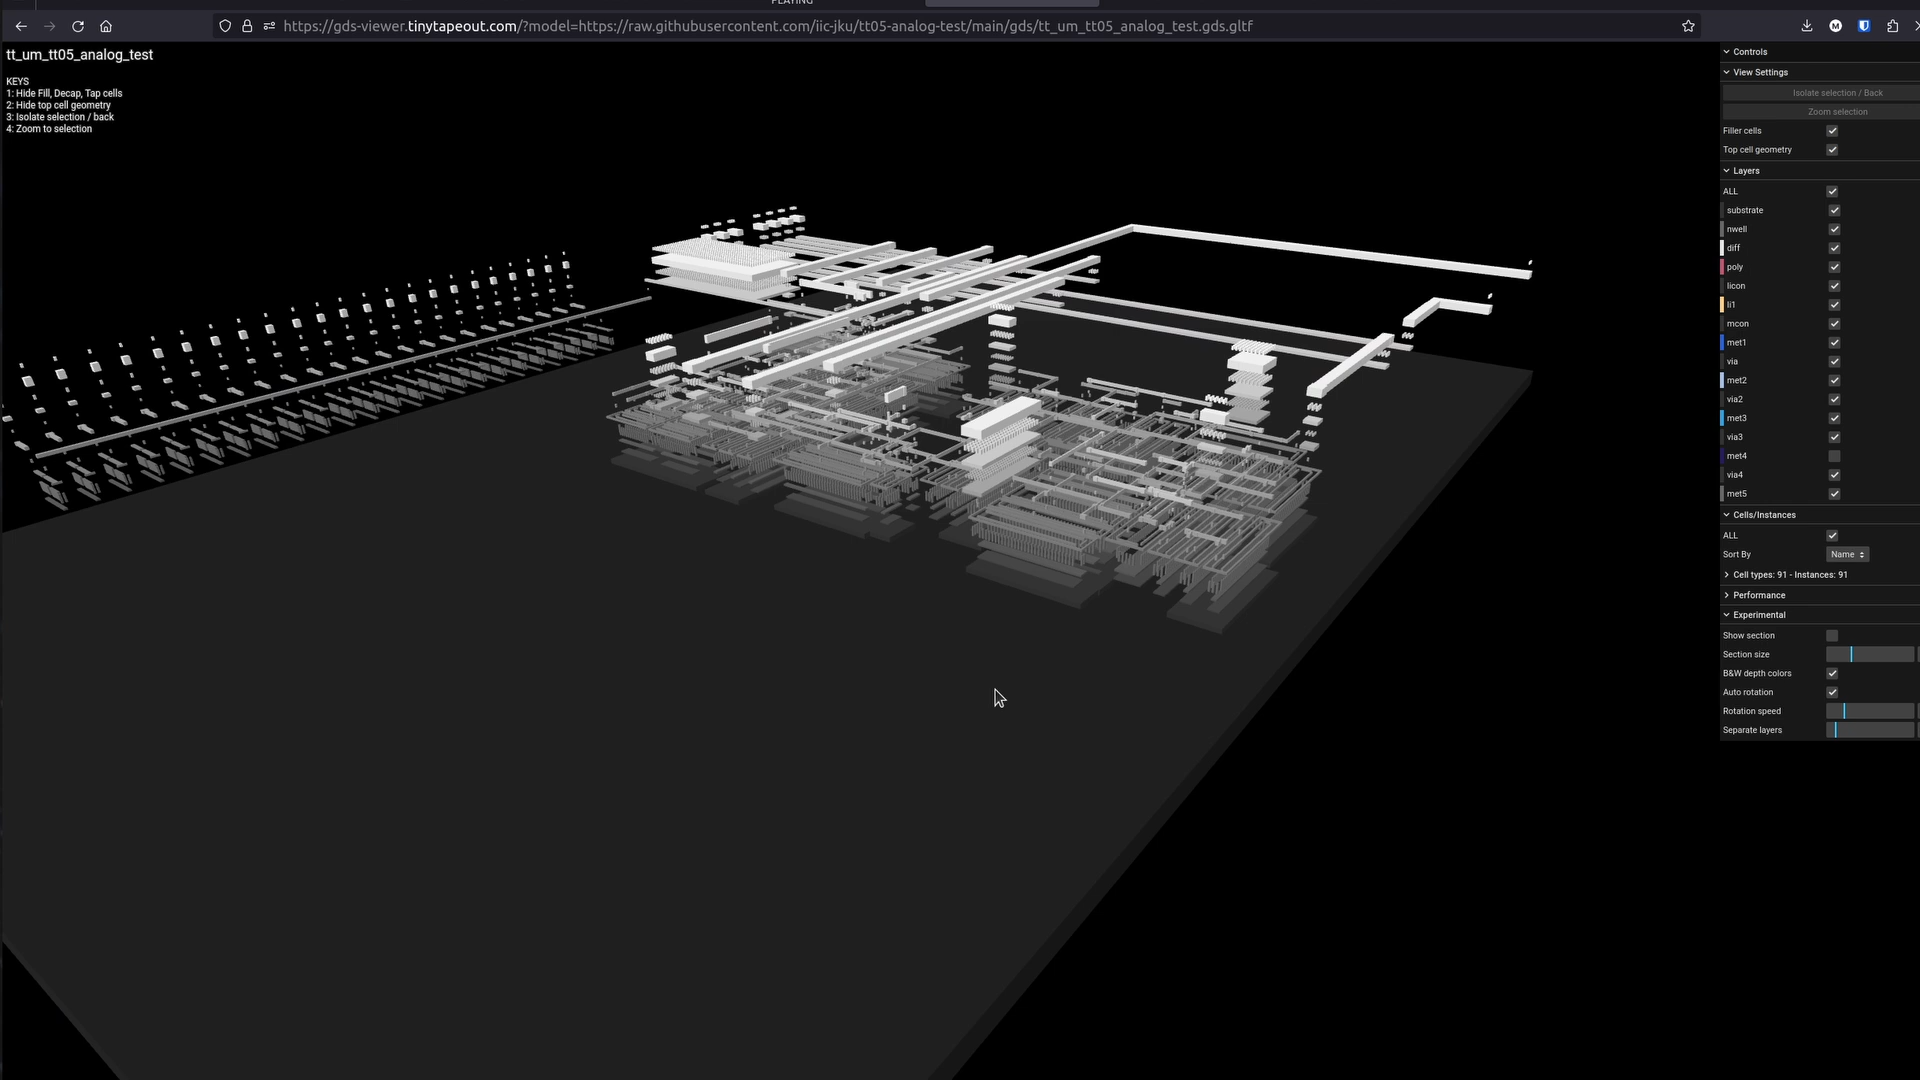 PLAYING
https://gds-viewer.tinytapeout.com/?model=https://raw.githubusercontent.com/iic-jku/tt05-analog-test/main/gds/tt_um_tt05_analog_test.gds.gltf
M
tt_um_tt05_analog_test
KEYS
1: Hide Fill, Decap, Tap cells
2: Hide top cell geometry
3: Isolate selection / back
4: Zoom to selection
Controls
View Settings
Isolate selection / Back
Zoom selection
Filler cells
Top cell geometry
Layers
ALL
substrate
nwell
diff
poly
licon
li1
mcon
met1
via
met2
via2
met3
via3
met4
via4
met5
Cells/Instances
ALL
Sort By Name
Cell types: 91 - Instances: 91
Performance
Experimental
Show section
Section size
B&W depth colors
Auto rotation
Rotation speed
Separate layers